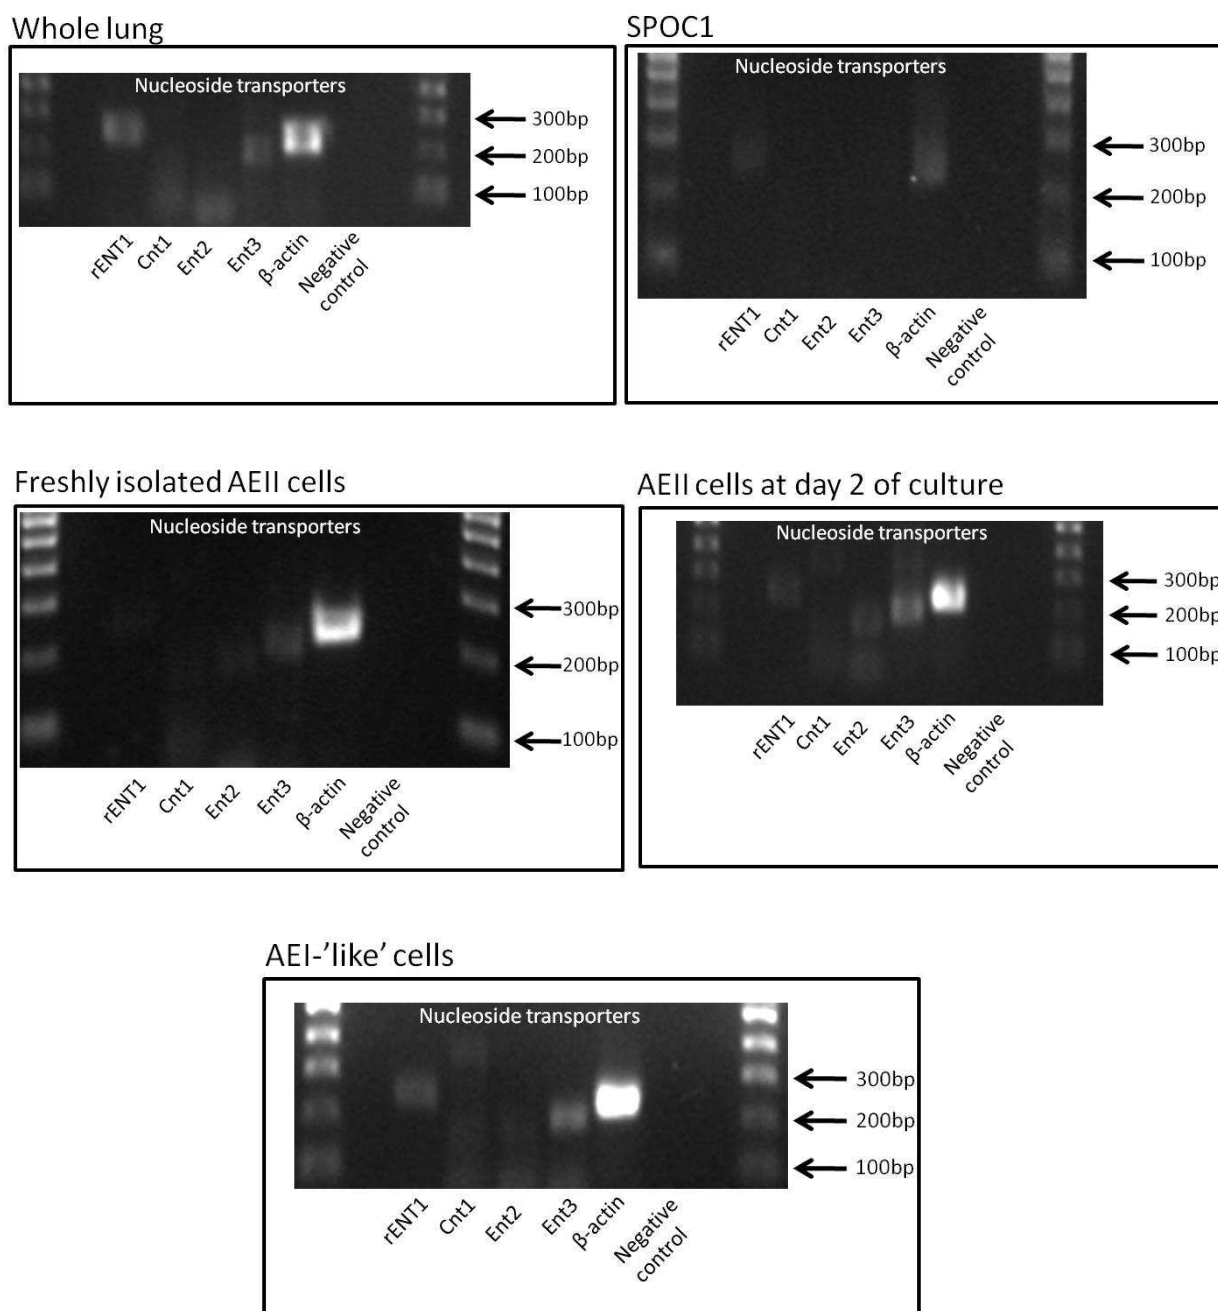 Whole lung
Nucleoside transporters
300bp
200bp
100bp
rENT1
Cnt1
Ent2
Ent3
β-actin
Negative
control
SPOC1
Nucleoside transporters
300bp
200bp
100bp
rENT1
Cnt1
Ent2
Ent3
β-actin
Negative
control
Freshly isolated AEII cells
Nucleoside transporters
300bp
200bp
100bp
rENT1
Cnt1
Ent2
Ent3
β-actin
Negative
control
AEII cells at day 2 of culture
Nucleoside transporters
300bp
200bp
100bp
rENT1
Cnt1
Ent2
Ent3
β-actin
Negative
control
AEI-’like’ cells
Nucleoside transporters
300bp
200bp
100bp
rENT1
Cnt1
Ent2
Ent3
β-actin
Negative
control